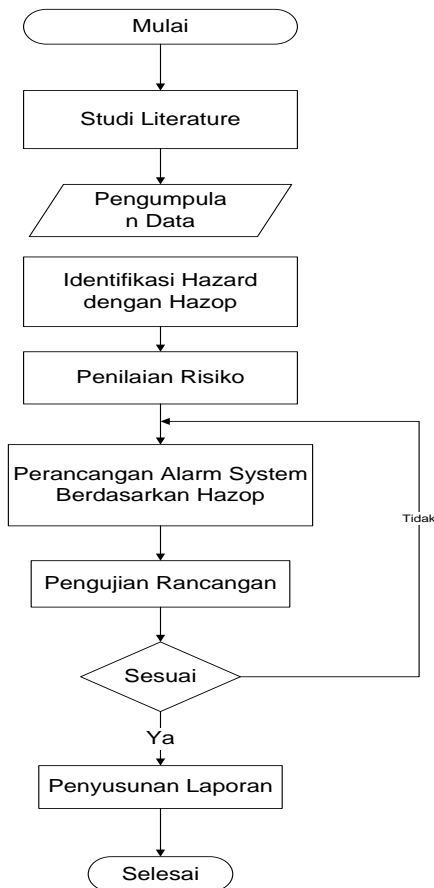 Mulai
Studi Literature
Pengumpula
n Data
Identifikasi Hazard
dengan Hazop
Penilaian Risiko
Perancangan Alarm System
Berdasarkan Hazop
Tidak
Pengujian Rancangan
Sesuai
Ya
Penyusunan Laporan
Selesai